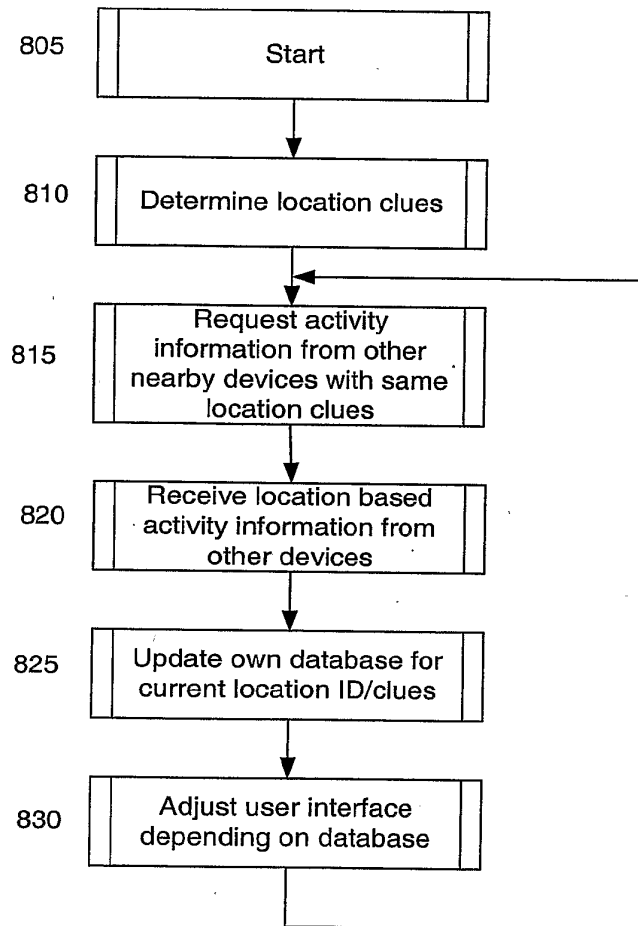 805
Start
810
Determine location clues
815
Request activity
information from other
nearby devices with same
location clues
820
Receive location based
activity information from
other devices
825
Update own database for
current location ID/clues
830
Adjust user interface
depending on database